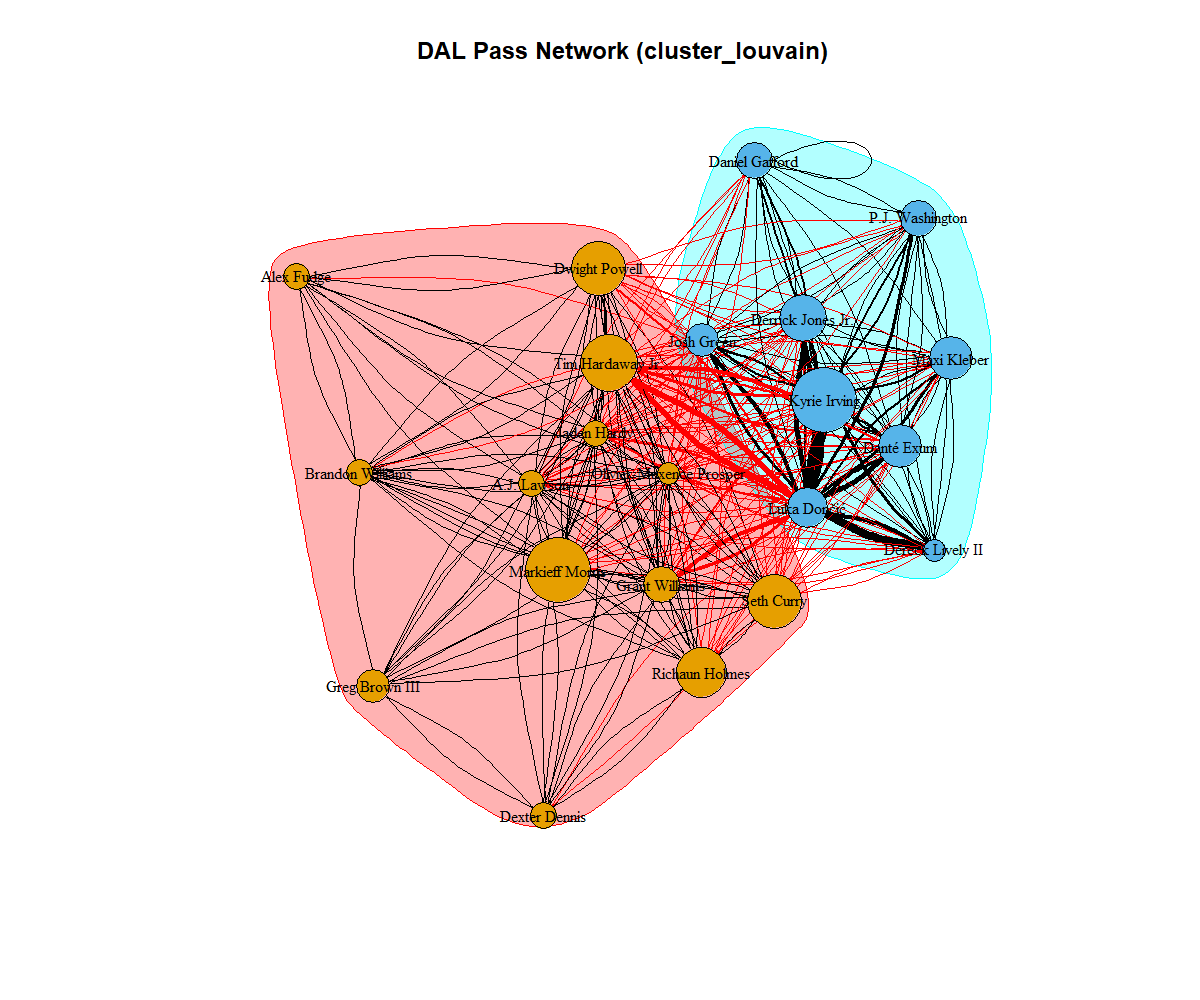 DAL Pass Network (cluster_louvain)
Daniel Gafford
P.J. Washington
Dwight Powell
Alex Fudge
Derrick Jones Jr.
Josh Green
Maxi Kleber
Tim Hardaway Jr.
Kyrie Irving
Jaden Hardy
Danté Exum
Brandon Williams
A.J. Lawson
Olivier-Maxence Prosper
Luka Doncic
Derreck Lively II
Markieff Morris
Grant Williams
Seth Curry
Richaun Holmes
Greg Brown III
Dexter Dennis